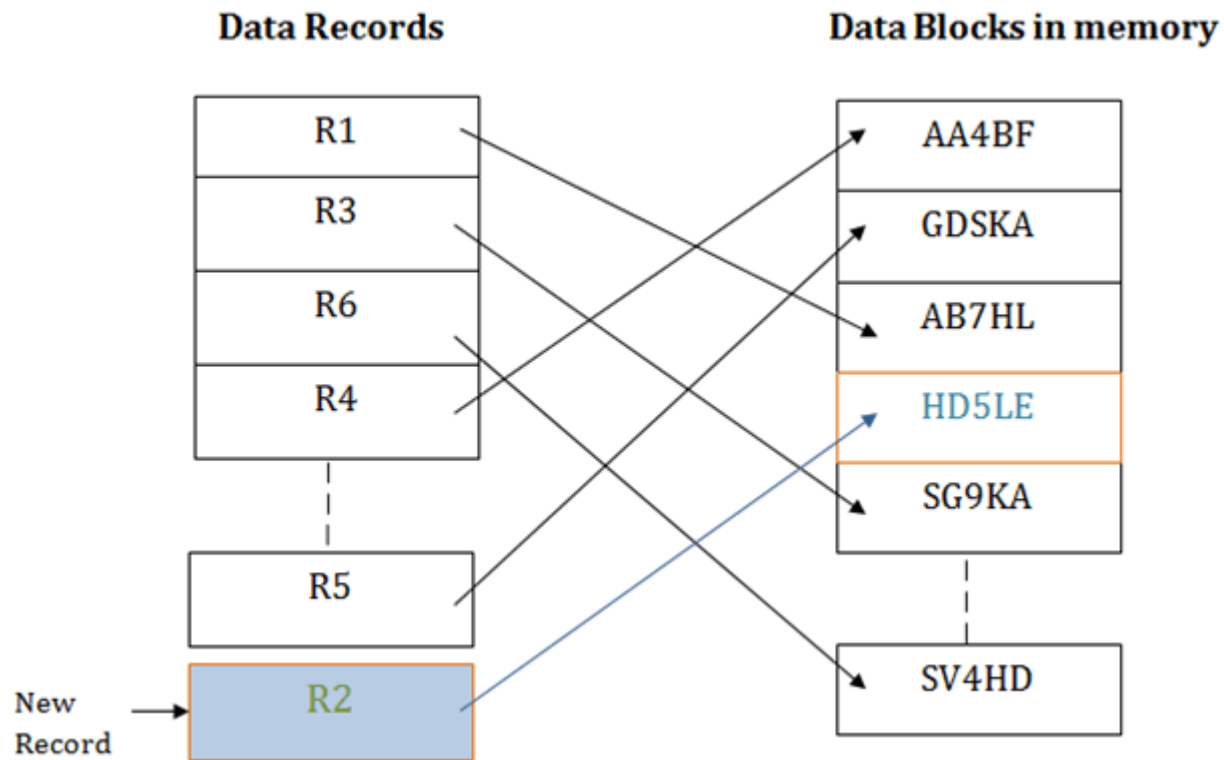 Data Records
Data Blocks in memory
R1
R3
R6
R4
R5
New
Record
R2
AA4BF
GDSKA
AB7HL
HD5LE
SG9KA
SV4HD